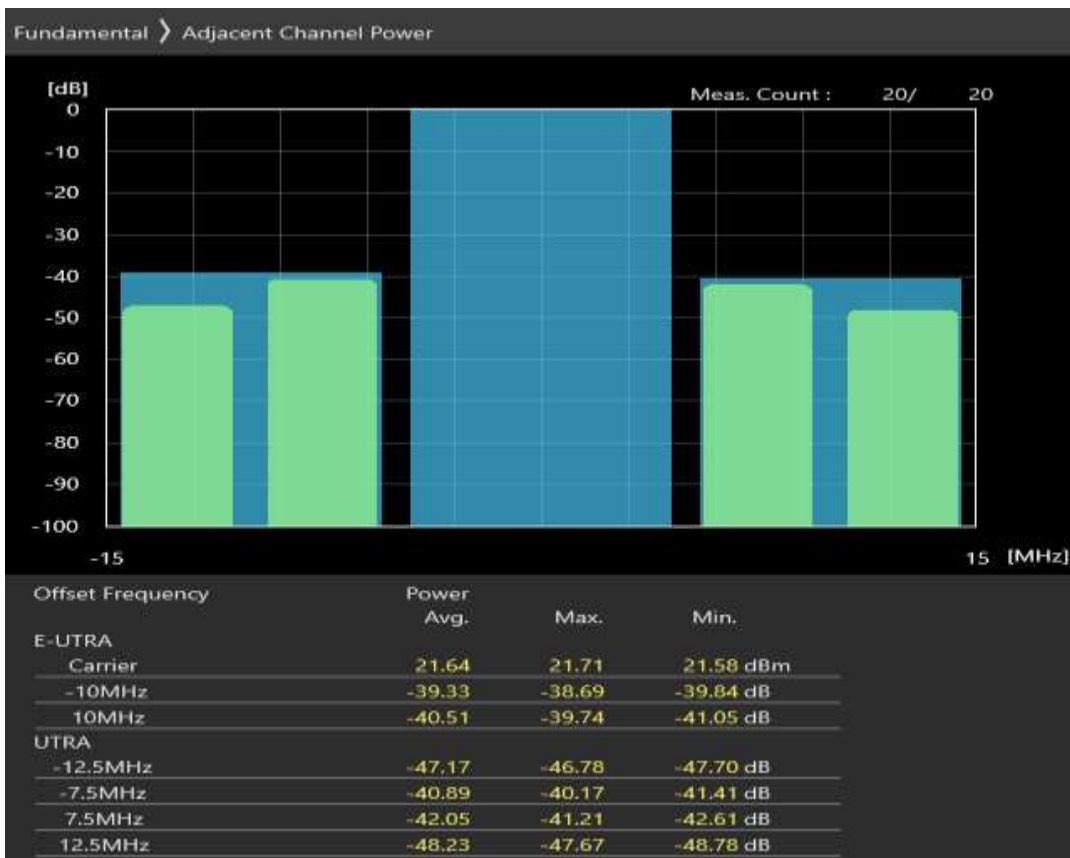 Fundamental 〉 Adjacent Channel Power
[dB]
Meas. Count : 20/ 20
0
-10
-20
-30
-40
-50
-60
-70
-80
-90
-100
-15 15 [MHz]
Offset Frequency Power
Avg. Max. Min.
E-UTRA
Carrier 21.64 21.71 21.58 dBm
-10MHz -39.33 -38.69 -39.84 dB
10MHz -40.51 -39.74 -41.05 dB
UTRA
-12.5MHz -47.17 -46.78 -47.70 dB
-7.5MHz -40.89 -40.17 -41.41 dB
7.5MHz -42.05 -41.21 -42.61 dB
12.5MHz -48.23 -47.67 -48.78 dB